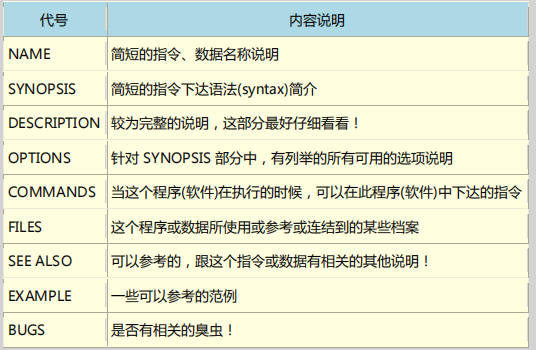 代号 内容说明
NAME 简短的指令、数据名称说明
SYNOPSIS 简短的指令下达语法(syntax)简介
DESCRIPTION 较为完整的说明，这部分最好仔细看看！
OPTIONS 针对 SYNOPSIS 部分中，有列举的所有可用的选项说明
COMMANDS 当这个程序(软件)在执行的时候，可以在此程序(软件)中下达的指令
FILES 这个程序或数据所使用或参考或连结到的某些档案
SEE ALSO 可以参考的，跟这个指令或数据有相关的其他说明！
EXAMPLE 一些可以参考的范例
BUGS 是否有相关的臭虫！